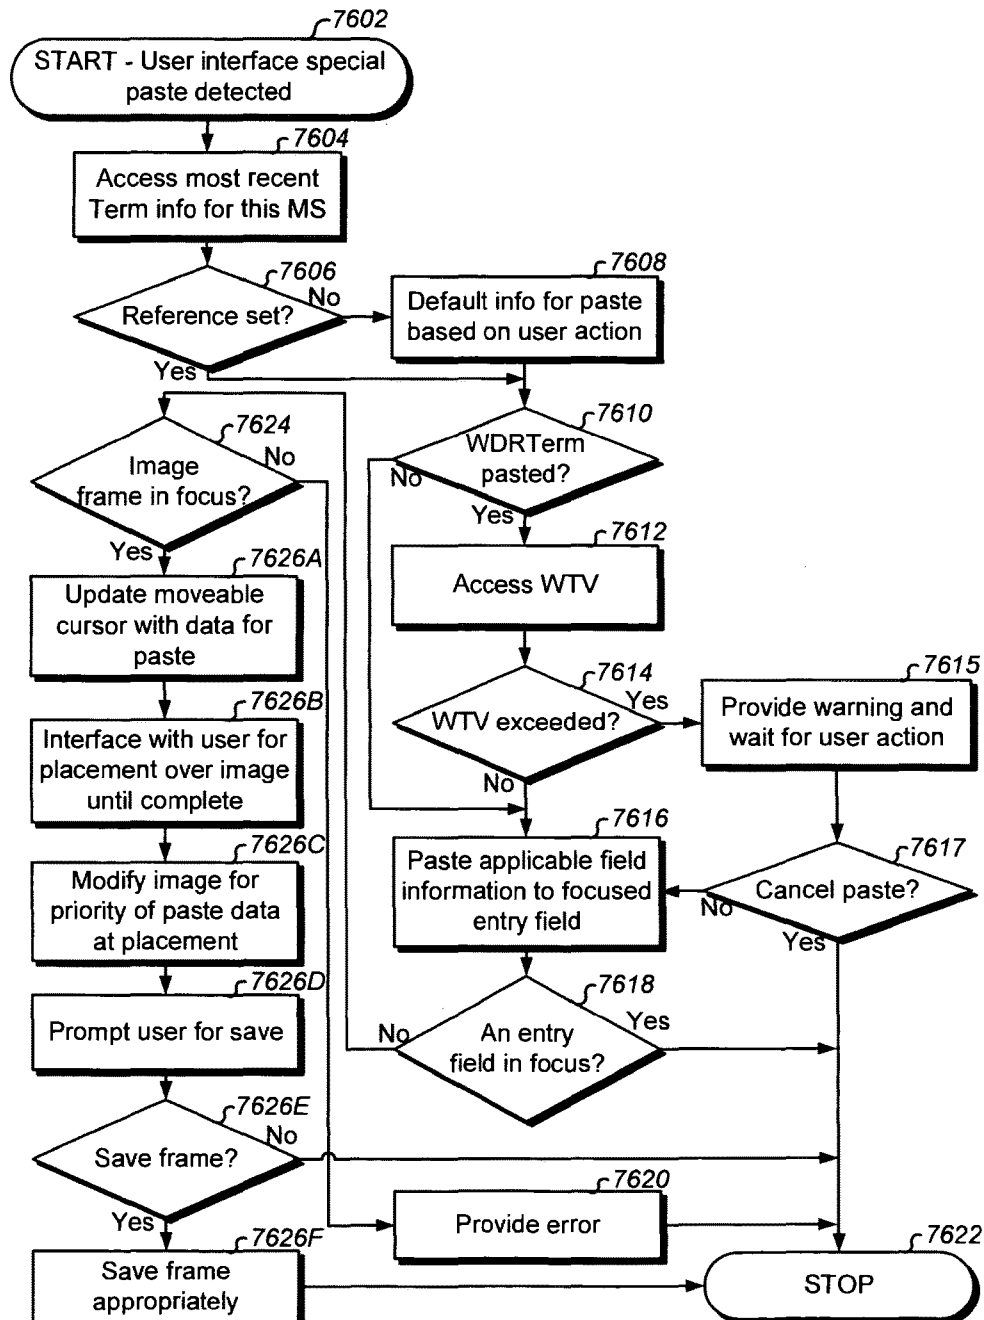 7602
START - User interface special
paste detected
7604
Access most recent
Term info for this MS
7606
Reference set?
No
Yes
7608
Default info for paste
based on user action
7610
WDRTerm
pasted?
No
Yes
7612
Access WTV
7614
WTV exceeded?
Yes
No
7615
Provide warning and
wait for user action
7616
Paste applicable field
information to focused
entry field
7617
Cancel paste?
No
Yes
7618
An entry
field in focus?
No
Yes
7624
Image
frame in focus?
No
Yes
7626A
Update moveable
cursor with data for
paste
7626B
Interface with user for
placement over image
until complete
7626C
Modify image for
priority of paste data
at placement
7626D
Prompt user for save
7626E
Save frame?
No
Yes
7626F
Save frame
appropriately
7620
Provide error
7622
STOP